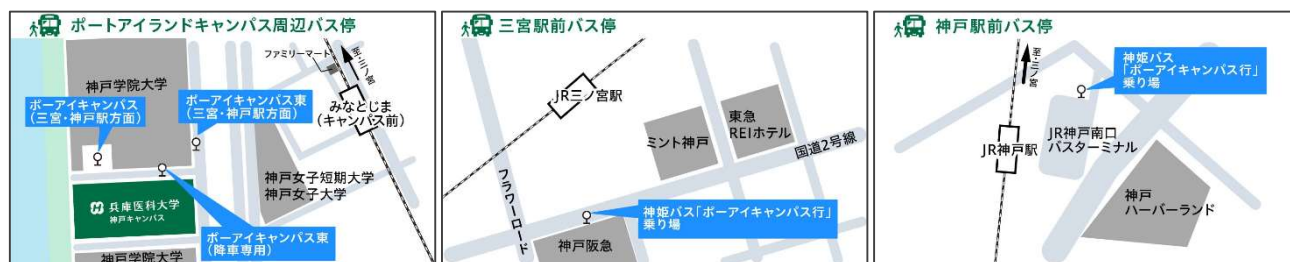 ポートアイランドキャンパス周辺バス停
ファミリーマート
至・三ノ宮
神戸学院大学
ポーアイキャンパス
(三宮・神戸駅方面)
ポーアイキャンパス東
(三宮・神戸駅方面)
みなとじま
(キャンパス前)
神戸女子短期大学
神戸女子大学
兵庫医科大学
神戸キャンパス
ポーアイキャンパス東
(降車専用)
神戸学院大学
三宮駅前バス停
JR三ノ宮駅
ミント神戸
東急
REIホテル
国道2号線
フラワーロード
神姫バス「ポーアイキャンパス行」
乗り場
神戸阪急
神戸駅前バス停
至・三ノ宮
神姫バス
「ポーアイキャンパス行」
乗り場
JR神戸駅
JR神戸南口
バスターミナル
神戸
ハーバーランド